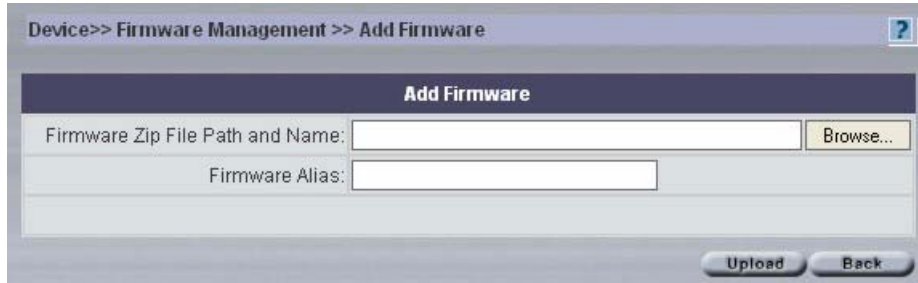 Device>> Firmware Management >> Add Firmware ?
Add Firmware
Firmware Zip File Path and Name: Browse...
Firmware Alias:
Upload Back